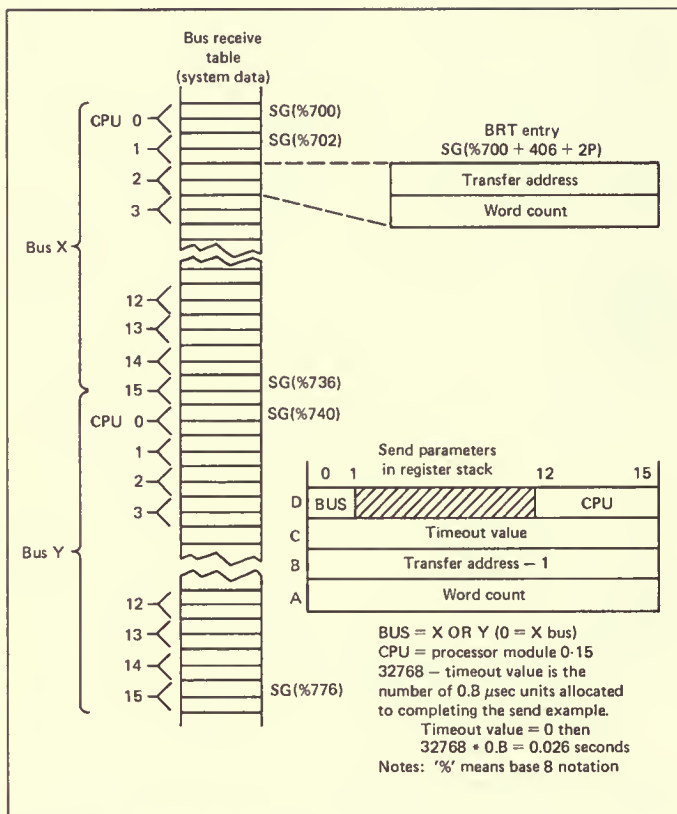 Bus receive
table
(system data)
CPU 0
SG(%700)
1
SG(%702)
2
3
Bus X
12
13
14
15
SG(%736)
BRT entry
SG(%700 + 406 + 2P)
Transfer address
Word count
CPU 0
SG(%740)
1
2
3
Bus Y
12
13
14
15
SG(%776)
Send parameters
in register stack
0 1 12 15
D BUS CPU
C Timeout value
B Transfer address – 1
A Word count
BUS = X OR Y (0 = X bus)
CPU = processor module 0-15
32768 – timeout value is the
number of 0.B μsec units allocated
to completing the send example.
Timeout value = 0 then
32768 * 0.B = 0.026 seconds
Notes: '%' means base 8 notation